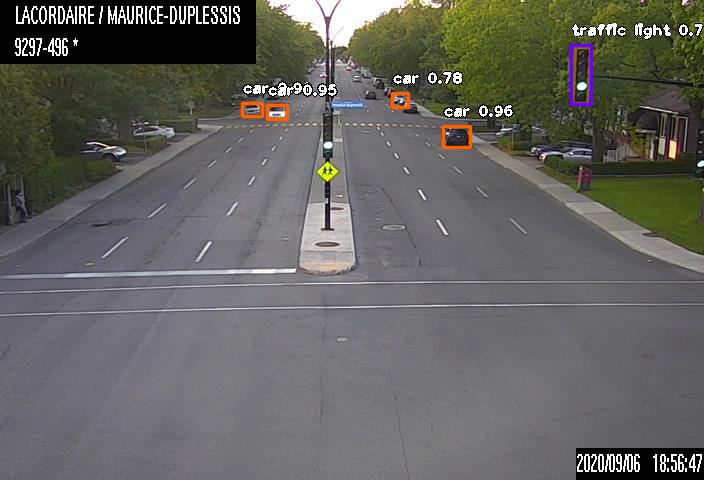 LACORDAIRE / MAURICE-DUPLESSIS
9297-496 *
traffic light 0.7
car 0.78
car 0.95
car 0.96
2020/09/06 18:56:47